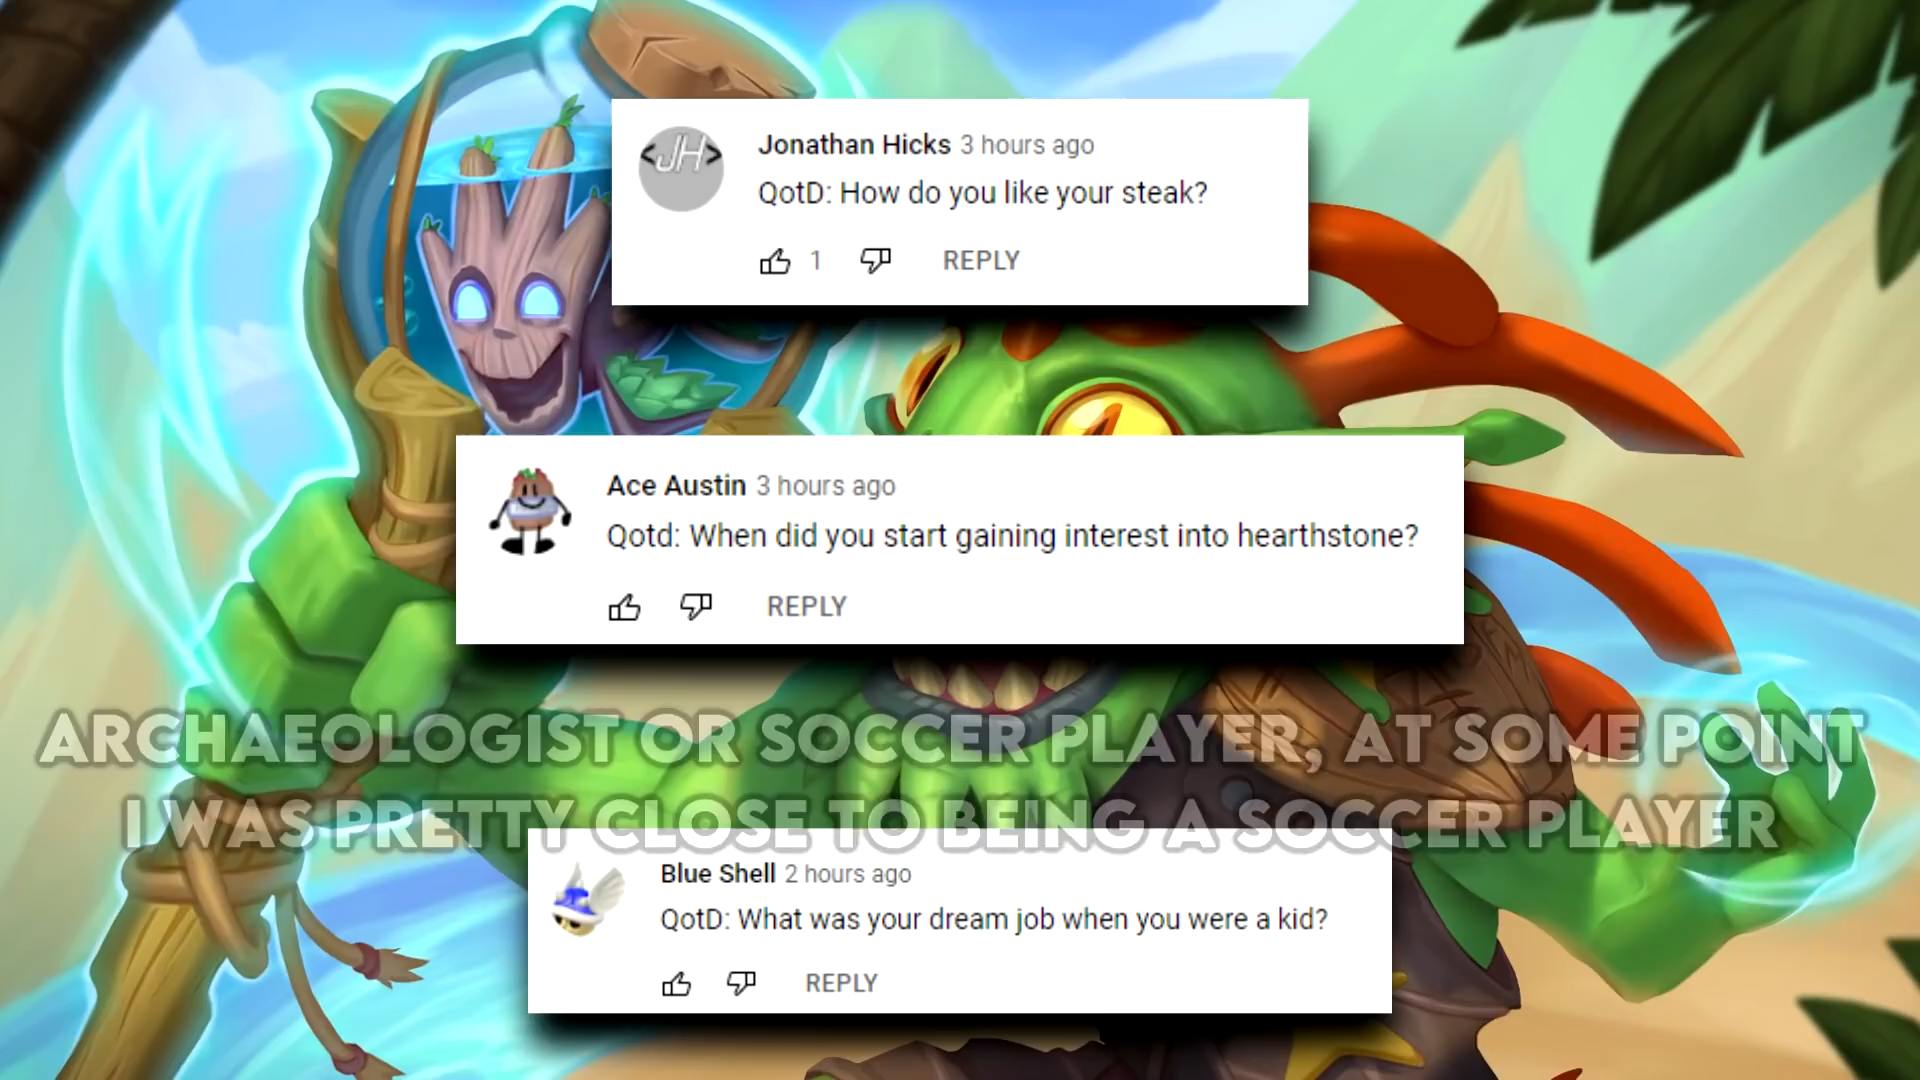 <JH>
Jonathan Hicks 3 hours ago
QotD: How do you like your steak?
1 REPLY
Ace Austin 3 hours ago
Qotd: When did you start gaining interest into hearthstone?
REPLY
ARCHAEOLOGIST OR SOCCER PLAYER, AT SOME POINT
I WAS PRETTY CLOSE TO BEING A SOCCER PLAYER
Blue Shell 2 hours ago
QotD: What was your dream job when you were a kid?
REPLY